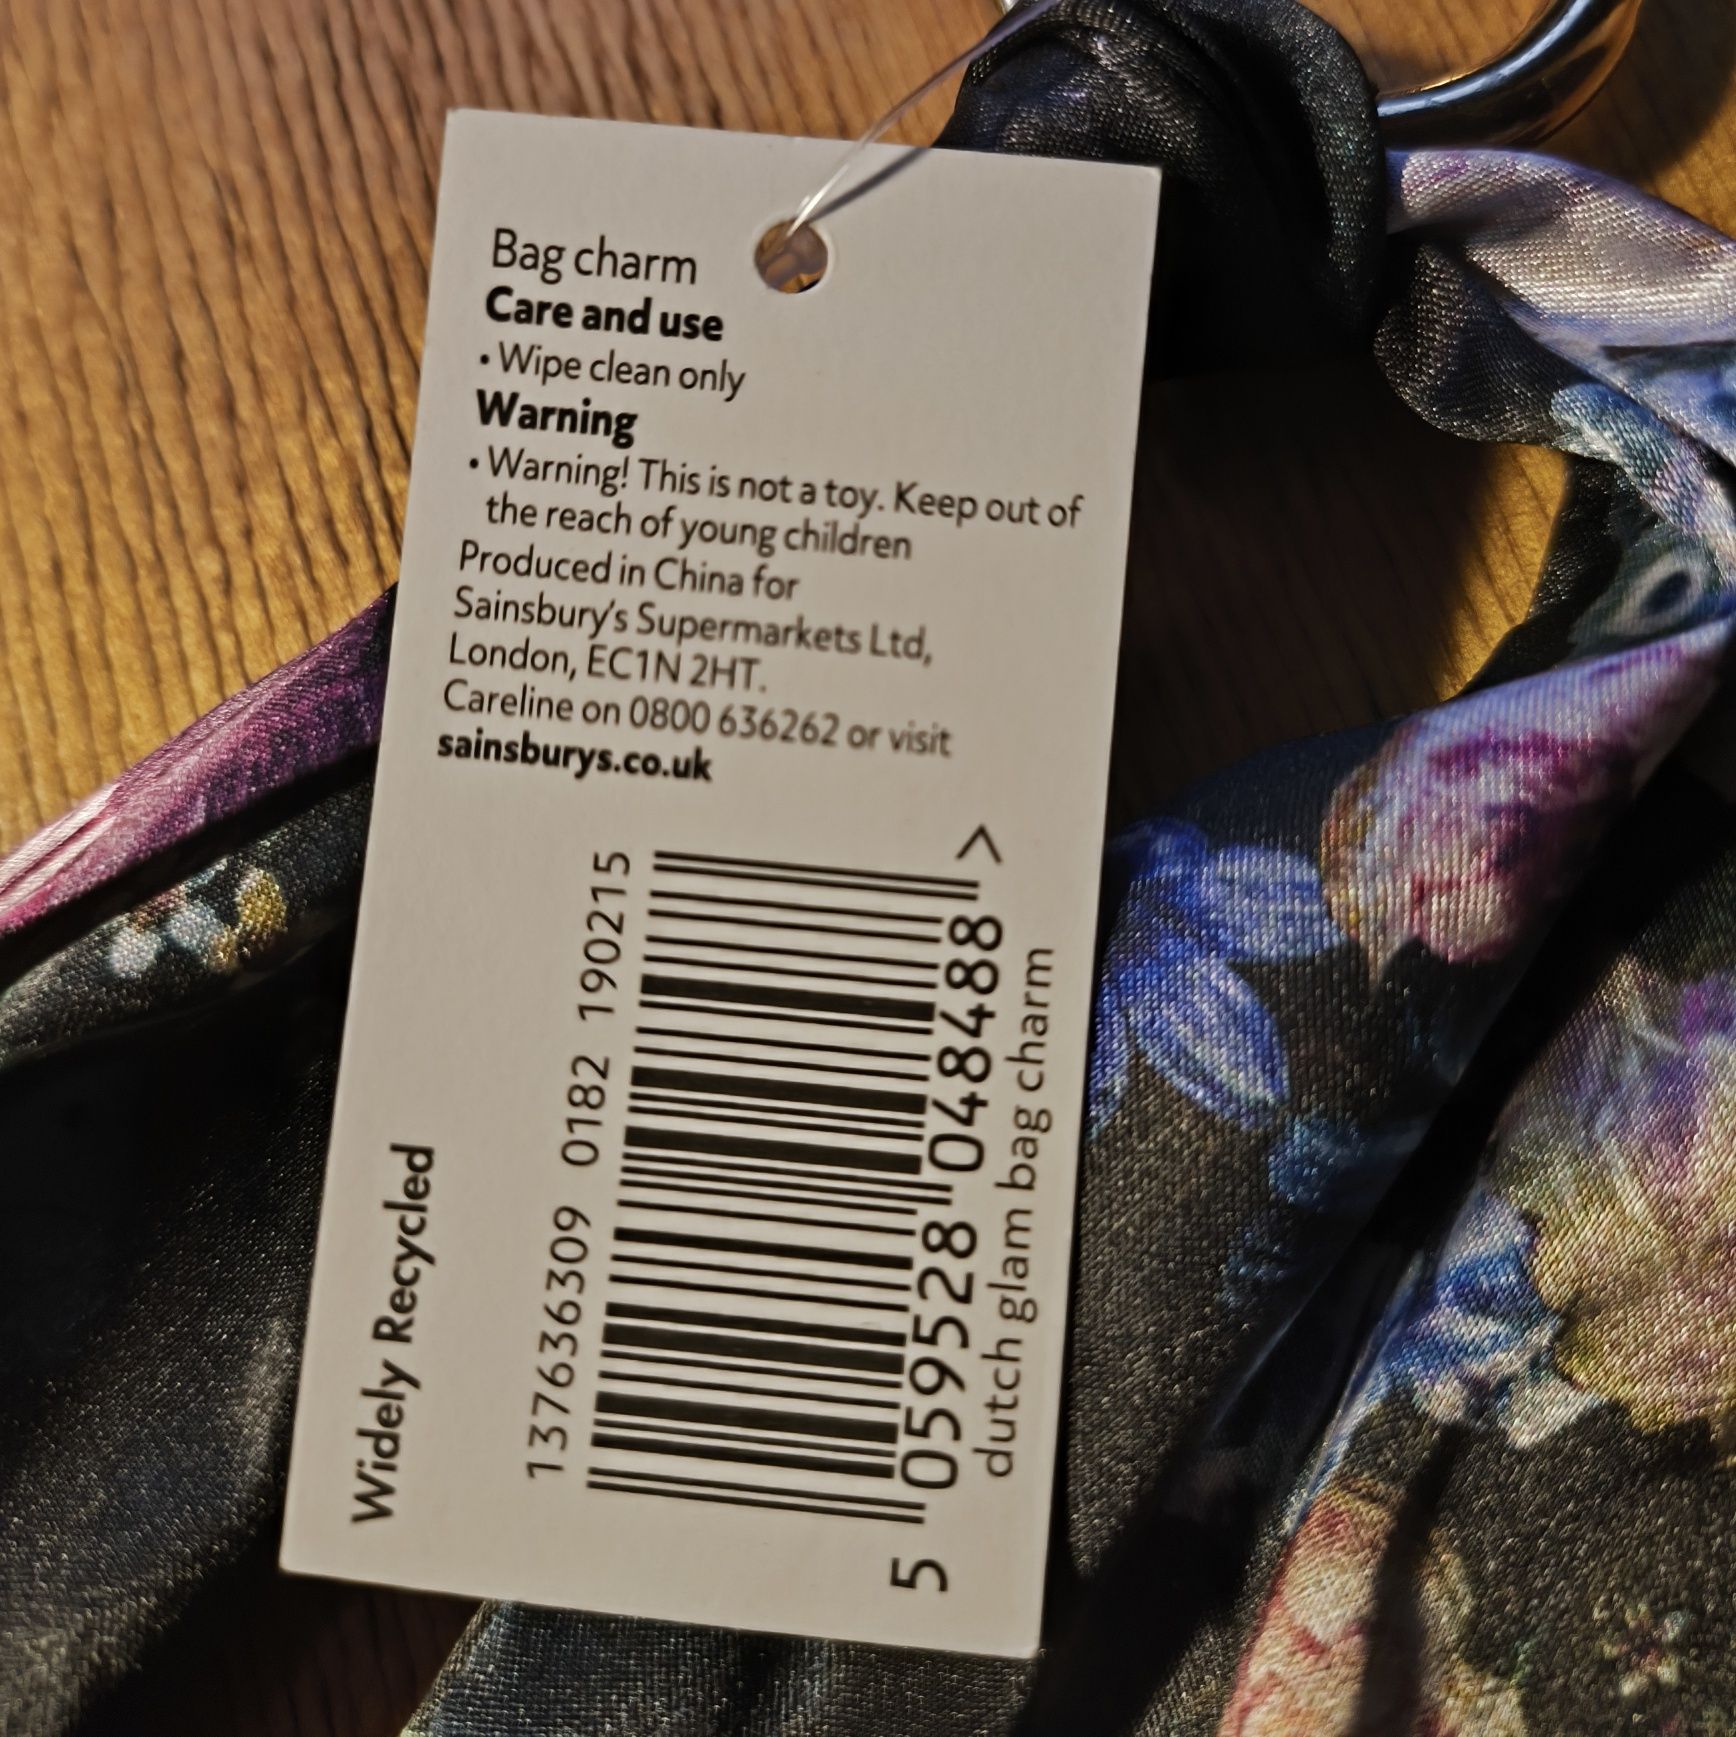 Bag charm
Care and use
• Wipe clean only
Warning
• Warning! This is not a toy. Keep out of
the reach of young children
Produced in China for
Sainsbury's Supermarkets Ltd,
London, EC1N 2HT.
Careline on 0800 636262 or visit
sainsburys.co.uk
Widely Recycled
137636309 0182 190215
5 059528 048488 >
dutch glam bag charm